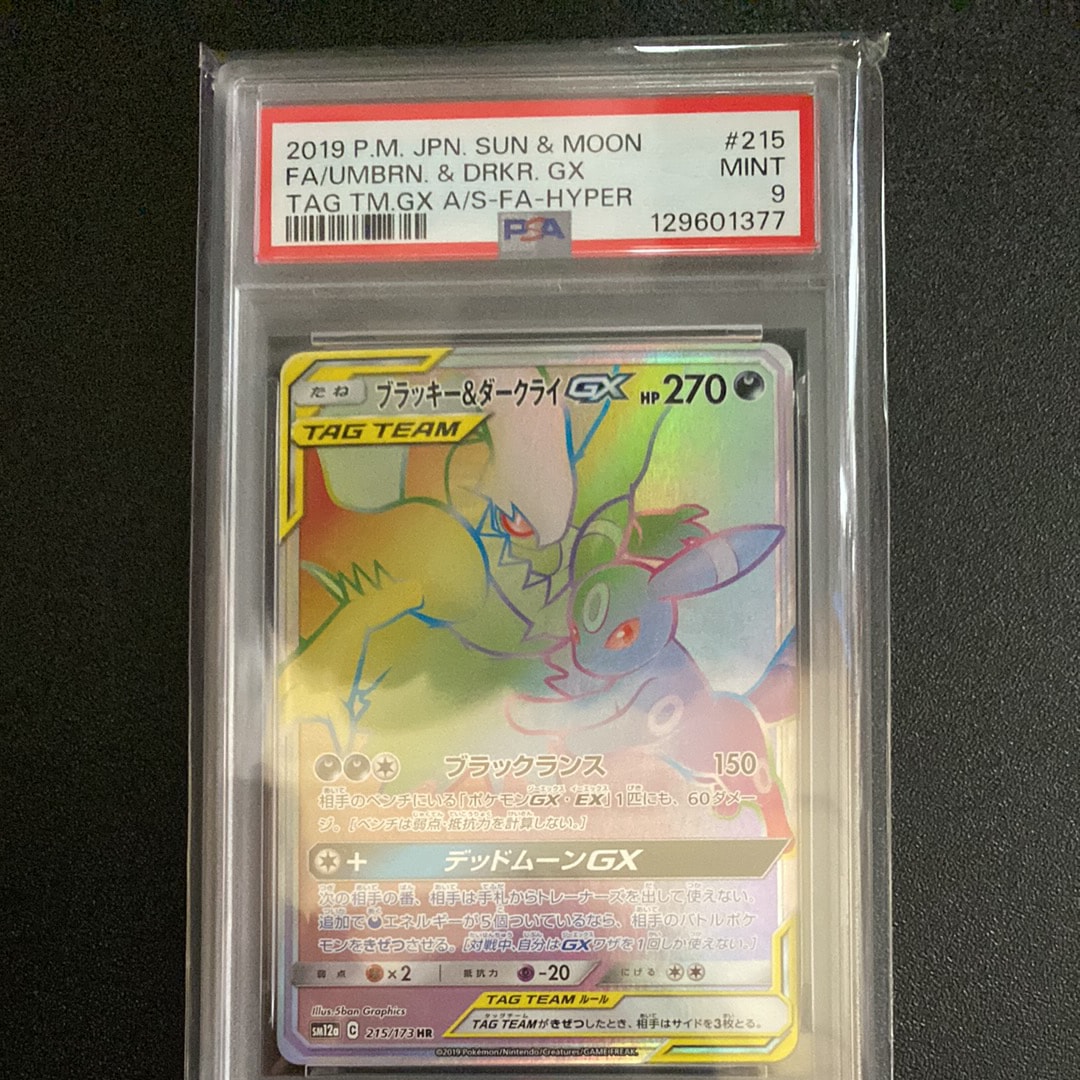 2019 P.M. JPN. SUN & MOON #215
FA/UMBRN. & DRKR. GX MINT
TAG TM.GX A/S-FA-HYPER 9
PSA 129601377
たね ブラッキー&ダークライGX HP270
TAG TEAM
ブラックランス 150
相手のベンチにいる「ポケモンGX・EX」1匹にも、60ダメー
ジ。[ベンチは弱点・抵抗力を計算しない。]
+ デッドムーンGX
次の相手の番、相手は手札からトレーナーズを出して使えない。
追加でエネルギーが5個ついているなら、相手のバトルポケ
モンをきぜつさせる。[対戦中、自分はGXワザを1回しか使えない。]
弱点 ×2 抵抗力 -20 にげる
Illus. 5ban Graphics
TAG TEAM ルール
TAG TEAMがきぜつしたとき、相手はサイドを3枚とる。
SM12a C 215/173 HR
©2019 Pokémon/Nintendo/Creatures/GAME FREAK.